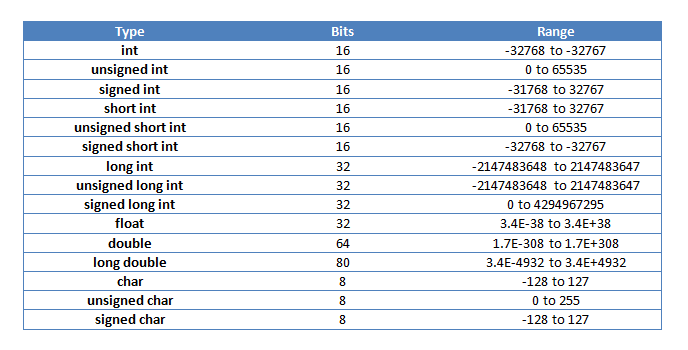 Type Bits Range
int 16 -32768 to -32767
unsigned int 16 0 to 65535
signed int 16 -31768 to 32767
short int 16 -31768 to 32767
unsigned short int 16 0 to 65535
signed short int 16 -32768 to -32767
long int 32 -2147483648 to 2147483647
unsigned long int 32 -2147483648 to 2147483647
signed long int 32 0 to 4294967295
float 32 3.4E-38 to 3.4E+38
double 64 1.7E-308 to 1.7E+308
long double 80 3.4E-4932 to 3.4E+4932
char 8 -128 to 127
unsigned char 8 0 to 255
signed char 8 -128 to 127